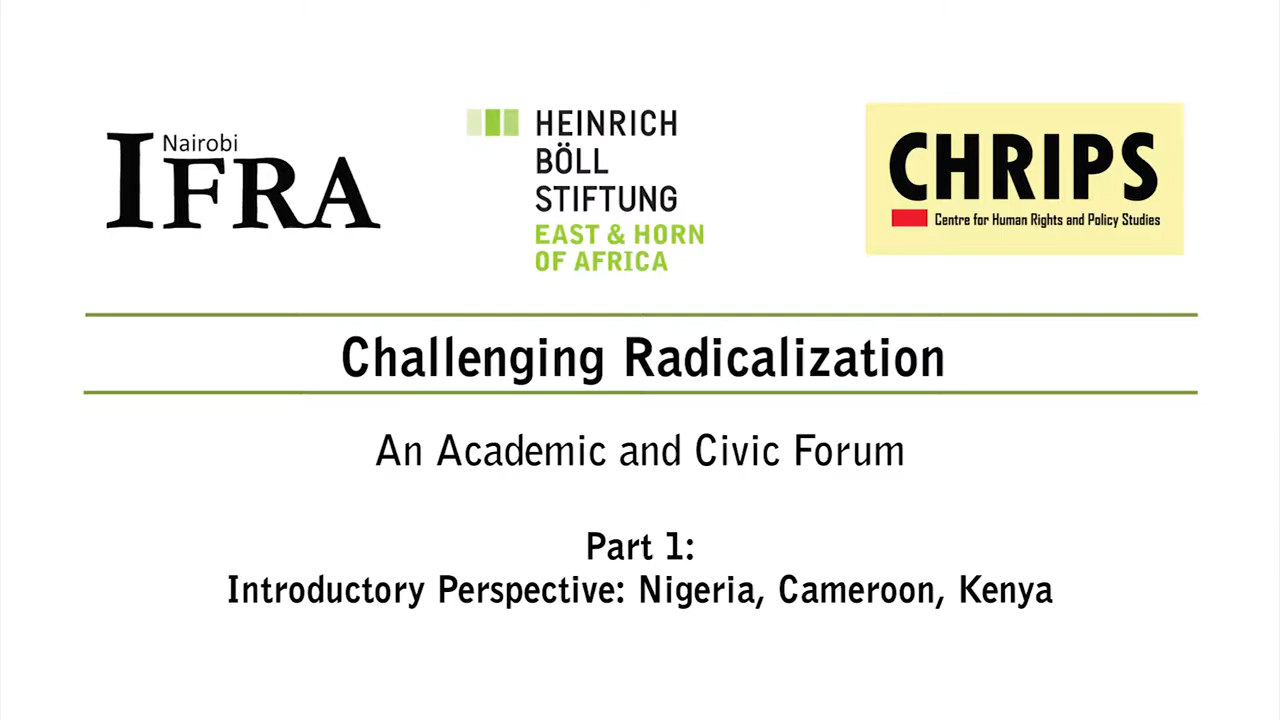 Nairobi
IFRA
HEINRICH
BÖLL
STIFTUNG
EAST & HORN
OF AFRICA
CHRIPS
Centre for Human Rights and Policy Studies
Challenging Radicalization
An Academic and Civic Forum
Part 1:
Introductory Perspective: Nigeria, Cameroon, Kenya